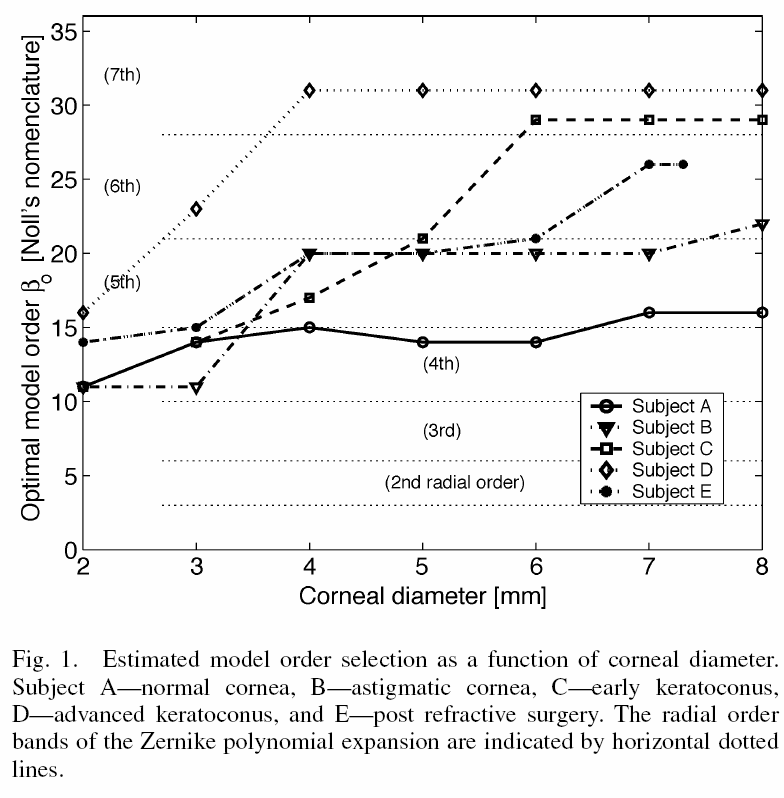 35
30
25
20
15
10
5
0
Optimal model order βo [Noll's nomenclature]
(7th)
(6th)
(5th)
(4th)
(3rd)
(2nd radial order)
Subject A
Subject B
Subject C
Subject D
Subject E
2 3 4 5 6 7 8
Corneal diameter [mm]
Fig. 1. Estimated model order selection as a function of corneal diameter.
Subject A—normal cornea, B—astigmatic cornea, C—early keratoconus,
D—advanced keratoconus, and E—post refractive surgery. The radial order
bands of the Zernike polynomial expansion are indicated by horizontal dotted
lines.